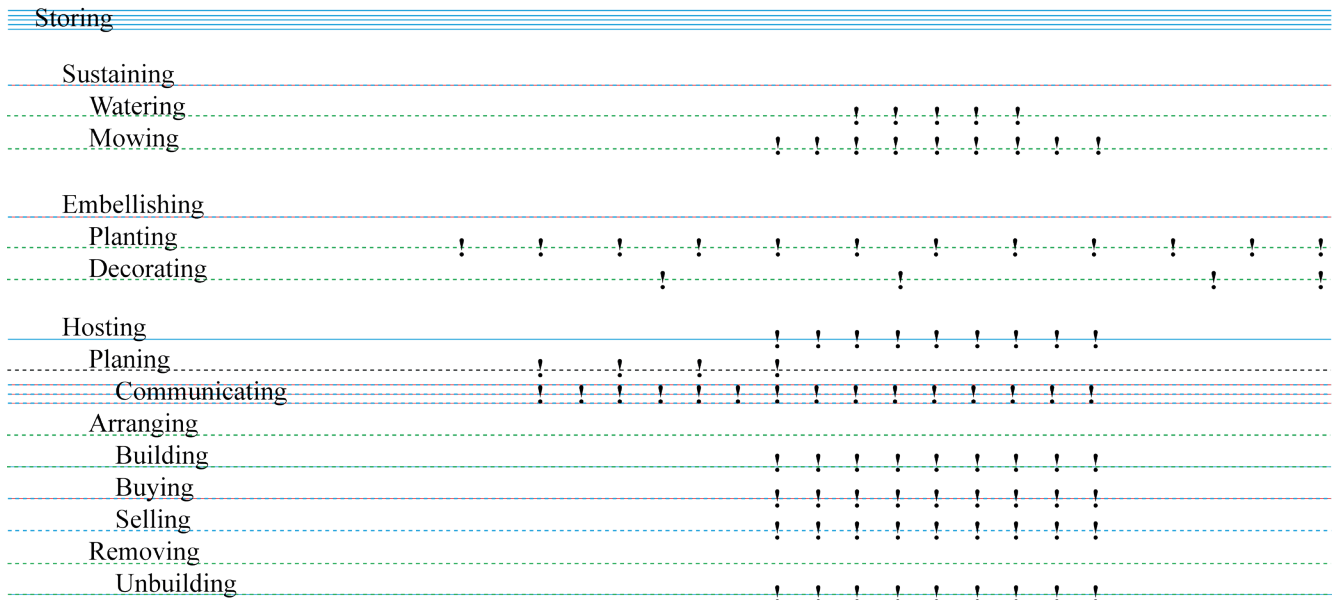 Storing
Sustaining
Watering ! ! ! ! !
Mowing ! ! ! ! ! ! ! ! !
Embellishing
Planting ! ! ! ! ! ! ! ! ! ! ! !
Decorating ! ! ! !
Hosting ! ! ! ! ! ! ! ! !
Planing ! ! ! !
Communicating ! ! ! ! ! ! ! ! ! ! ! ! ! ! !
Arranging
Building ! ! ! ! ! ! ! ! !
Buying ! ! ! ! ! ! ! ! !
Selling ! ! ! ! ! ! ! ! !
Removing
Unbuilding ! ! ! ! ! ! ! ! !